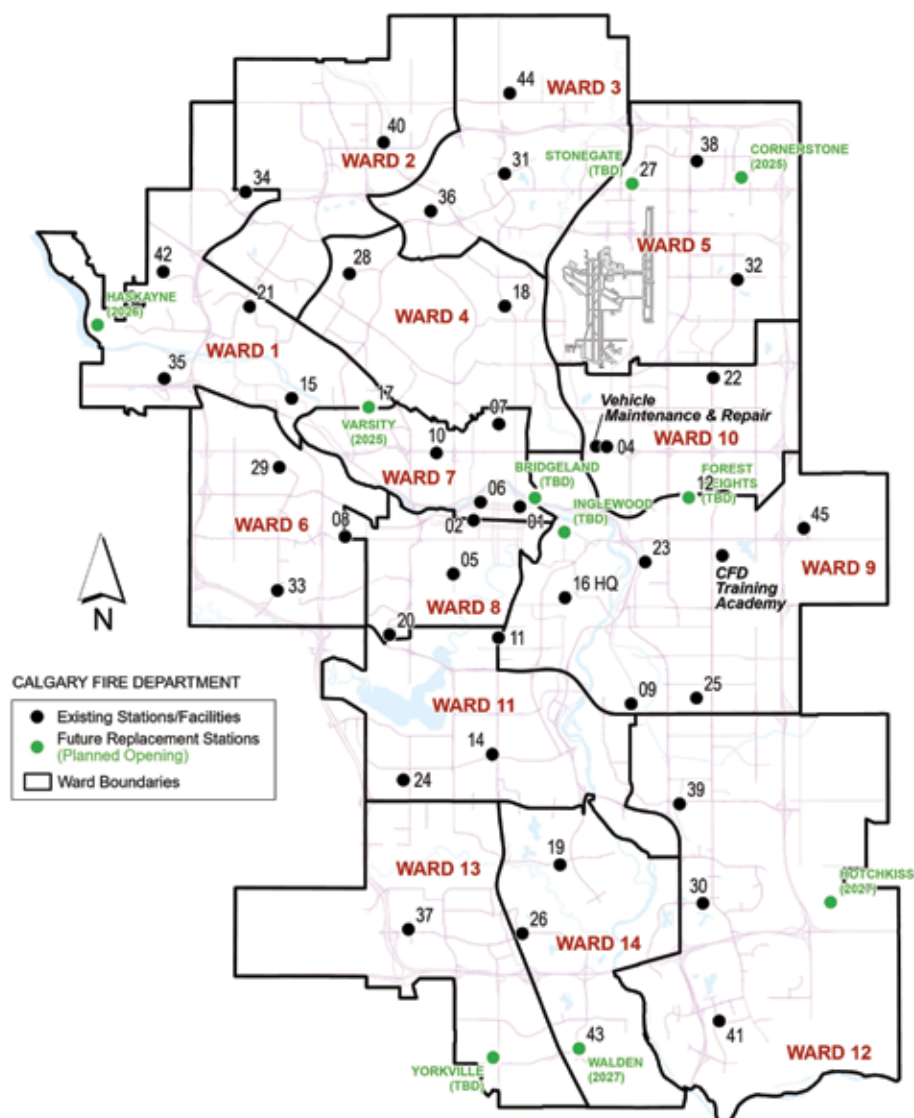 44
WARD 3
40
WARD 2
38
CORNERSTONE
(2025)
STONEGATE
(TBD)
27
31
34
36
WARD 5
42
28
32
HASKAYNE
(2026)
21
18
WARD 4
WARD 1
35
15
17
VARSITY
(2025)
22
Vehicle
Maintenance & Repair
04
WARD 10
07
10
WARD 7
BRIDGELAND
(TBD)
FOREST
HEIGHTS
(TBD)
12
29
06
INGLEWOOD
(TBD)
01
02
WARD 6
08
45
23
WARD 9
CFD
Training
Academy
05
16 HQ
33
WARD 8
N
20
11
CALGARY FIRE DEPARTMENT
Existing Stations/Facilities
Future Replacement Stations
(Planned Opening)
Ward Boundaries
09
25
WARD 11
14
24
39
19
WARD 13
30
HOTCHKISS
(2027)
37
26
WARD 14
43
WALDEN
(2027)
41
WARD 12
YORKVILLE
(TBD)